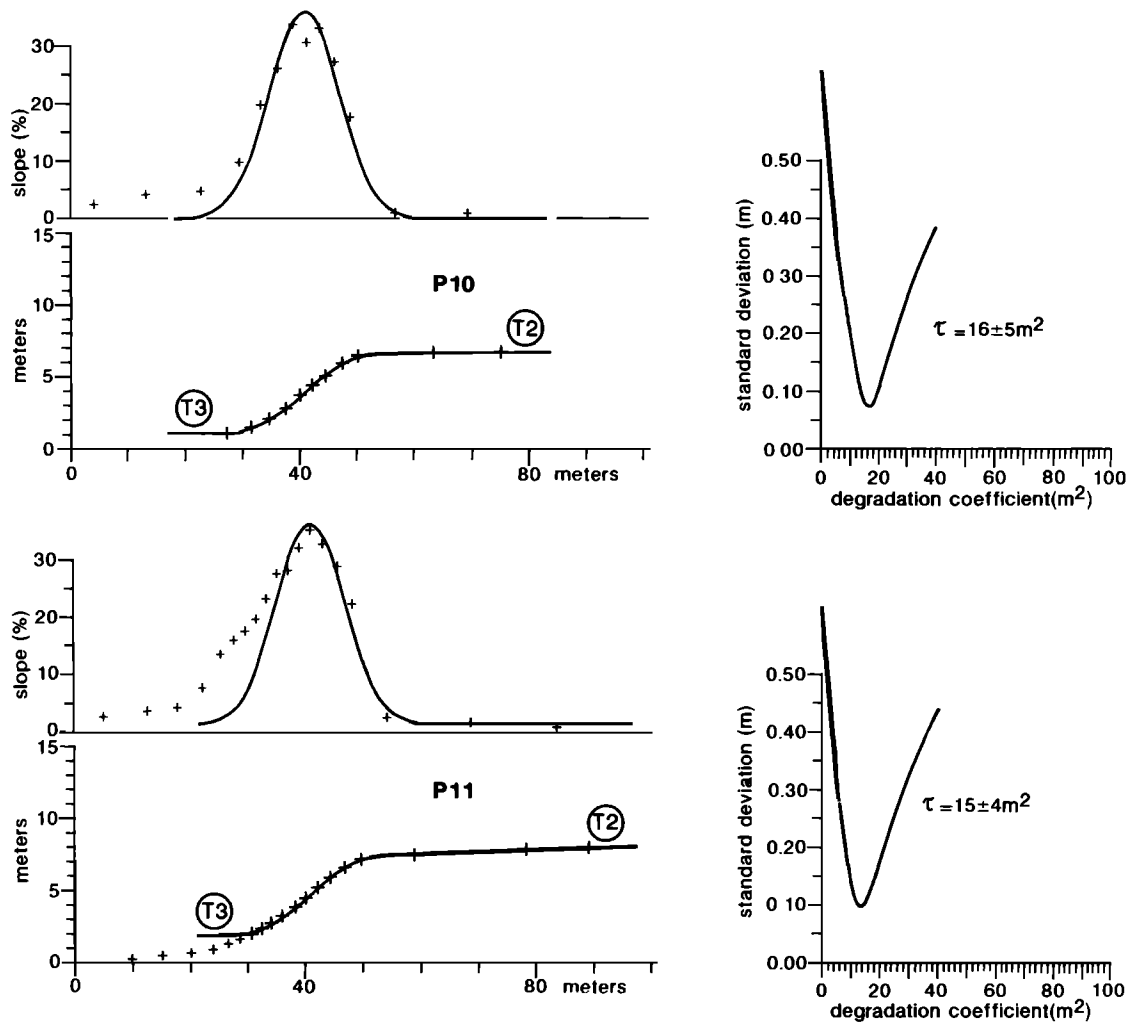 30
20
10
0
slope (%)
15
10
5
0
meters
P10
T2
T3
0 40 80 meters
0.50
0.40
0 30
0.20
0.10
0 00
standard deviation (m)
τ =16±5m²
0 20 40 60 80 100
degradation coefficient(m²)
30
20
10
0
slope (%)
15
10
5
0
meters
P11
T2
T3
0 40 80 meters
0.50
0.40
0.30
0.20
0.10
0.00
standard deviation (m)
τ =15±4m²
0 20 40 60 80 100
degradation coefficient(m²)